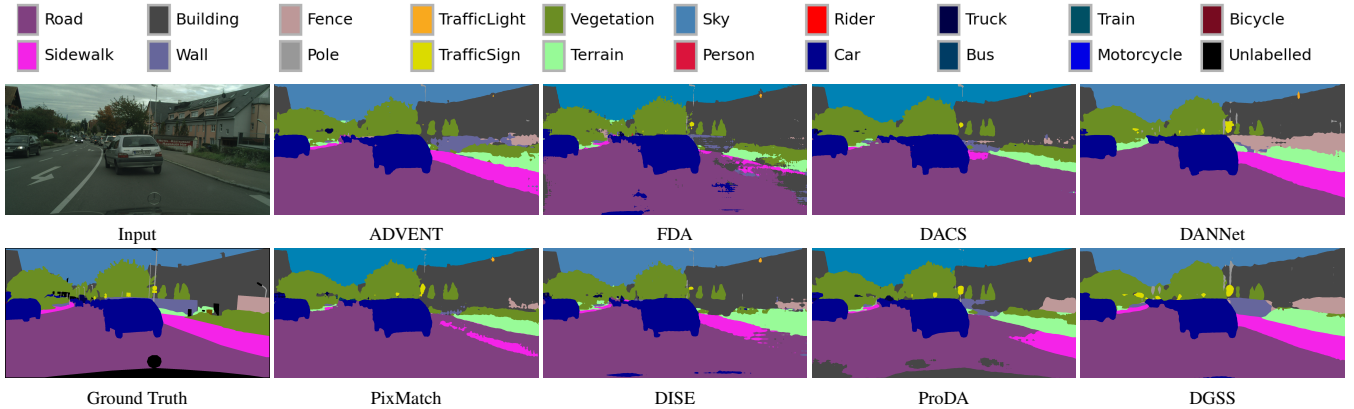 Road Building Fence TrafficLight Vegetation Sky Rider Truck Train Bicycle
Sidewalk Wall Pole TrafficSign Terrain Person Car Bus Motorcycle Unlabelled
Input ADVENT FDA DACS DANNet
Ground Truth PixMatch DISE ProDA DGSS